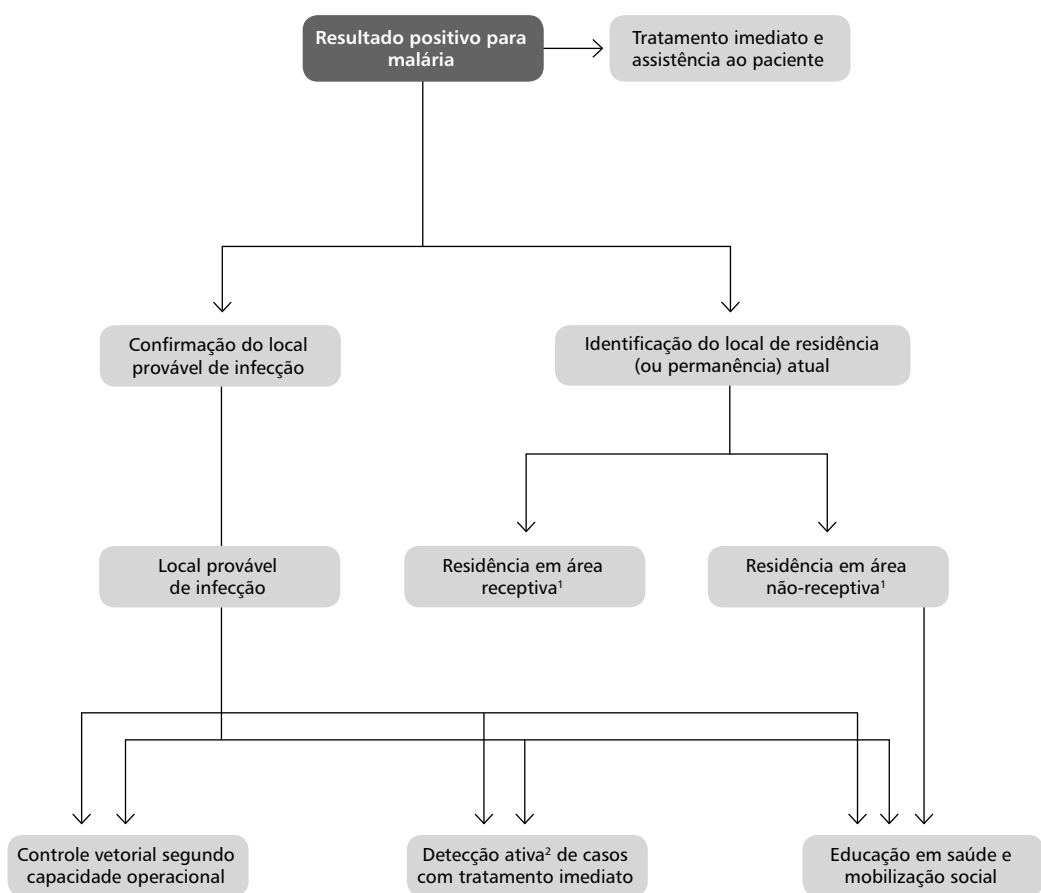 Resultado positivo para
malária
Tratamento imediato e
assistência ao paciente
Confirmação do local
provável de infecção
Identificação do local de residência
(ou permanência) atual
Local provável
de infecção
Residência em área
receptiva¹
Residência em área
não-receptiva¹
Controle vetorial segundo
capacidade operacional
Detecção ativa² de casos
com tratamento imediato
Educação em saúde e
mobilização social